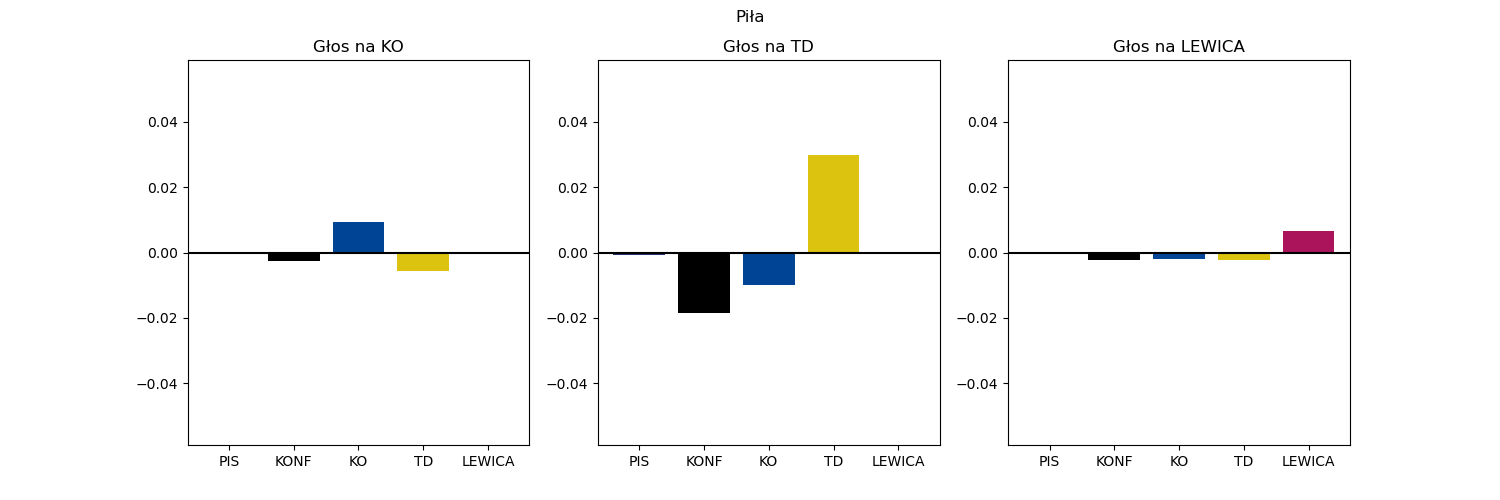 Piła
Głos na KO
0.04
0.02
0.00
−0.02
−0.04
PIS KONF KO TD LEWICA
Głos na TD
0.04
0.02
0.00
−0.02
−0.04
PIS KONF KO TD LEWICA
Głos na LEWICA
0.04
0.02
0.00
−0.02
−0.04
PIS KONF KO TD LEWICA